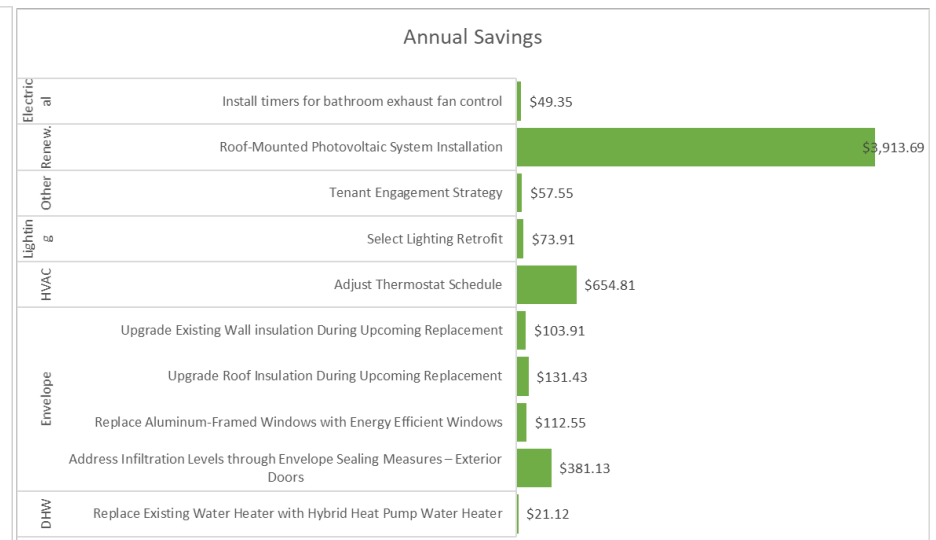 Annual Savings
Electric
al
Install timers for bathroom exhaust fan control
$49.35
Renew.
Roof-Mounted Photovoltaic System Installation
$3,913.69
Other
Tenant Engagement Strategy
$57.55
Lightin
g
Select Lighting Retrofit
$73.91
HVAC
Adjust Thermostat Schedule
$654.81
Envelope
Upgrade Existing Wall insulation During Upcoming Replacement
$103.91
Upgrade Roof Insulation During Upcoming Replacement
$131.43
Replace Aluminum-Framed Windows with Energy Efficient Windows
$112.55
Address Infiltration Levels through Envelope Sealing Measures – Exterior
Doors
$381.13
DHW
Replace Existing Water Heater with Hybrid Heat Pump Water Heater
$21.12